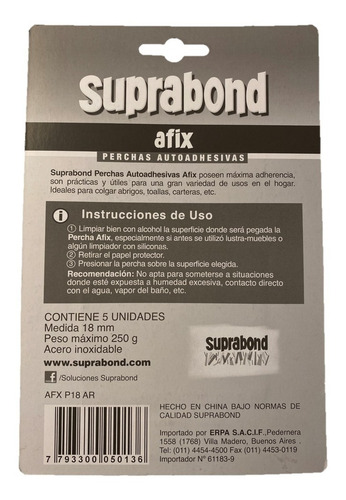 suprabond
afix
PERCHAS AUTOADHESIVAS
Suprabond Perchas Autoadhesivas Afix poseen máxima adherencia,
son prácticas y útiles para una gran variedad de usos en el hogar.
Ideales para colgar abrigos, toallas, carteras, etc.
i Instrucciones de Uso
① Limpiar bien con alcohol la superficie donde será pegada la
Percha Afix, especialmente si antes se utilizó lustra-muebles o
algún limpiador con siliconas.
② Retirar el papel protector.
③ Presionar la percha sobre la superficie elegida.
Recomendación: No apta para someterse a situaciones
donde esté expuesta a humedad excesiva, contacto directo
con el agua, vapor del baño, etc.
CONTIENE 5 UNIDADES
Medida 18 mm
Peso máximo 250 g
Acero inoxidable
www.suprabond.com
f /Soluciones Suprabond
AFX P18 AR
7 793300 050136
suprabond
HECHO EN CHINA BAJO NORMAS DE
CALIDAD SUPRABOND
Importado por ERPA S.A.C.I.F.,Pedernera
1558 (1768) Villa Madero, Buenos Aires .
Tel: (011) 4454-4500 Fax: (011) 4453-0119
Importador Nº 61183-9